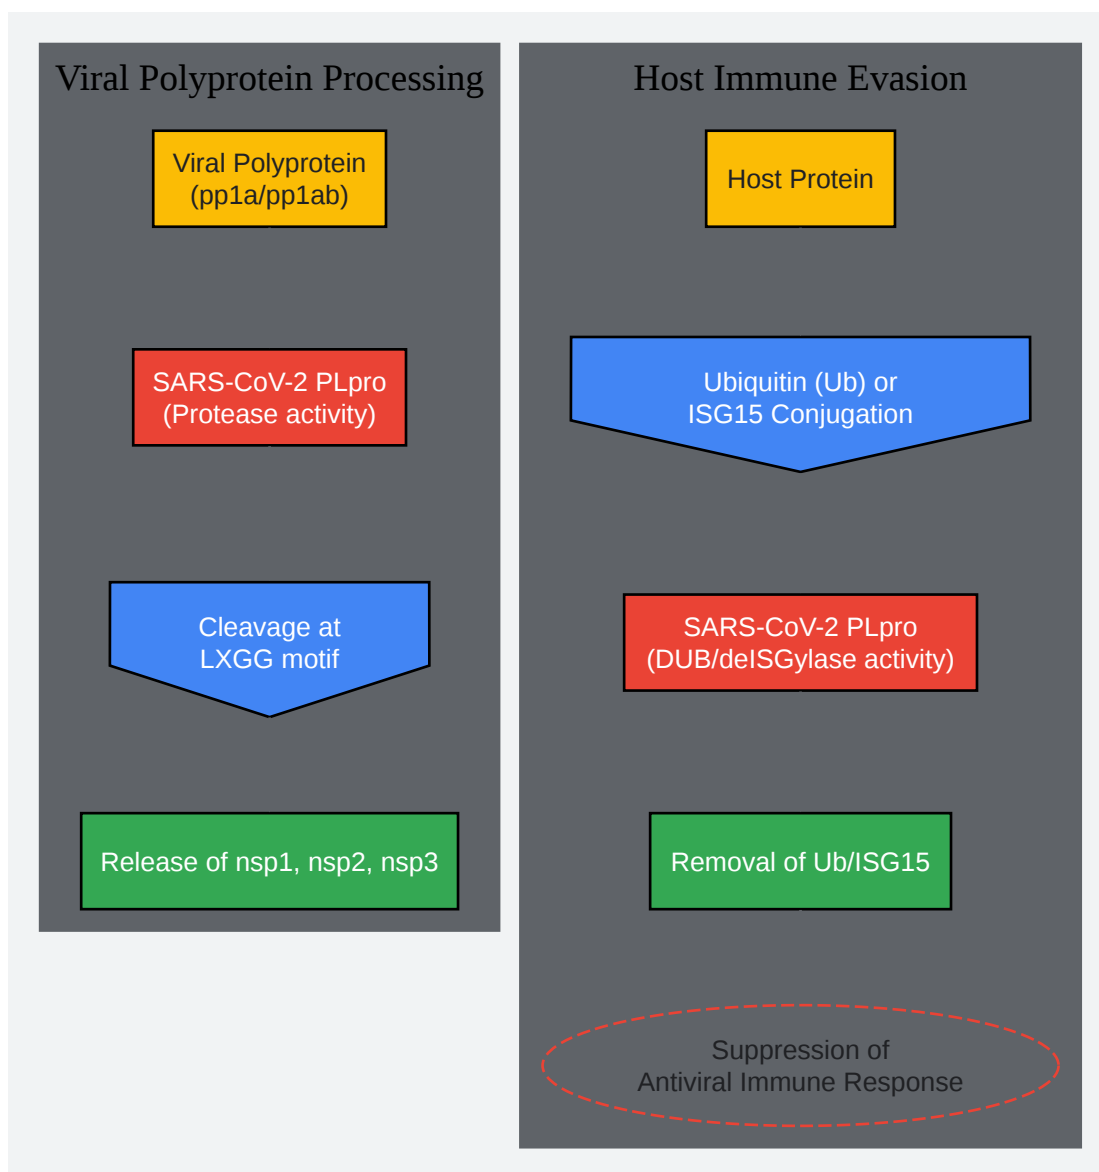 Viral Polyprotein Processing
Viral Polyprotein
(pp1a/pp1ab)
SARS-CoV-2 PLpro
(Protease activity)
Cleavage at
LXGG motif
Release of nsp1, nsp2, nsp3
Host Immune Evasion
Host Protein
Ubiquitin (Ub) or
ISG15 Conjugation
SARS-CoV-2 PLpro
(DUB/deISGylase activity)
Removal of Ub/ISG15
Suppression of
Antiviral Immune Response